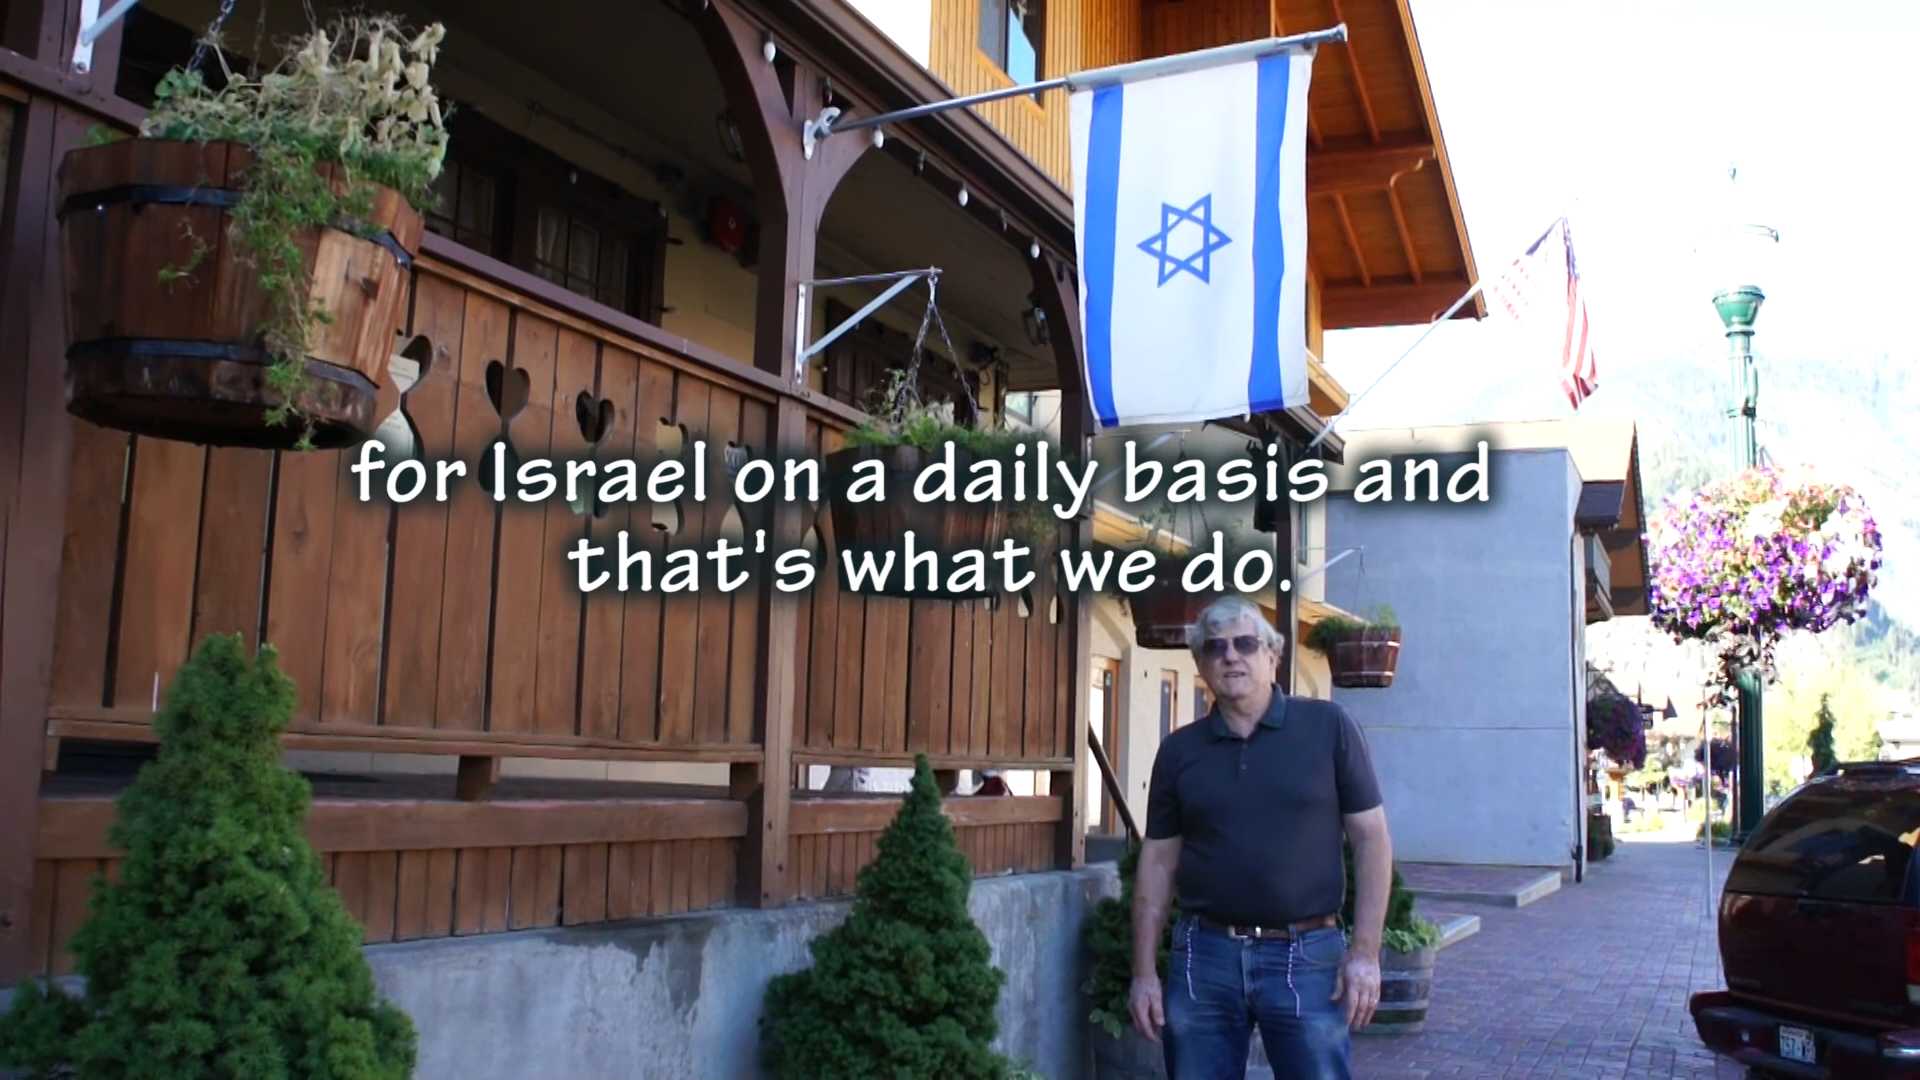 for Israel on a daily basis and
that's what we do.